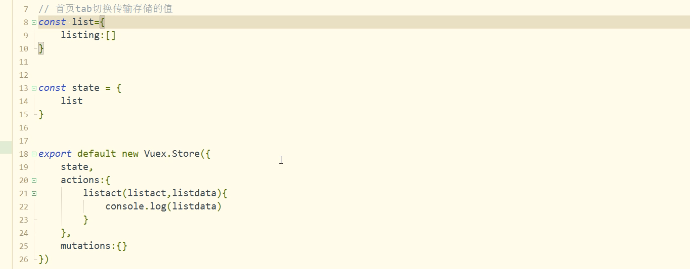 7 // 首页tab切换传输存储的值
8 const list={
9 listing:[]
10 }
11
12
13 const state = {
14 list
15 }
16
17
18 export default new Vuex.Store({
19 state,
20 actions:{
21 listact(listact,listdata){
22 console.log(listdata)
23 }
24 },
25 mutations:{}
26 })